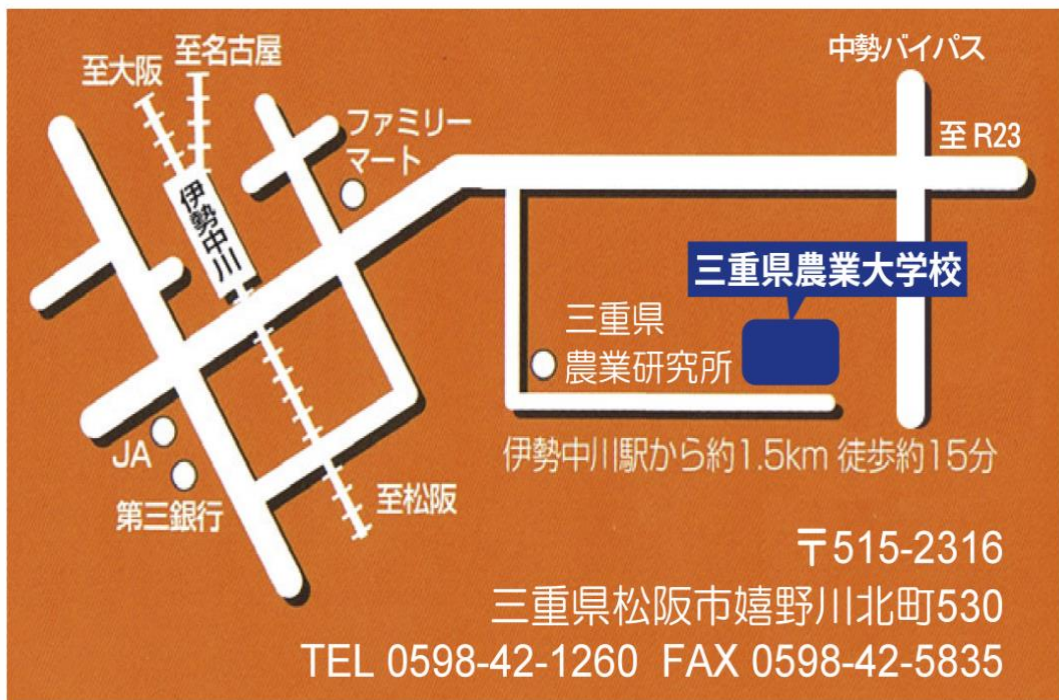 至名古屋
至大阪
中勢バイパス
ファミリー
マート
至 R23
伊勢中川
三重県農業大学校
三重県
農業研究所
伊勢中川駅から約1.5km 徒歩約15分
JA
第三銀行
至松阪
〒515-2316
三重県松阪市嬉野川北町530
TEL 0598-42-1260 FAX 0598-42-5835